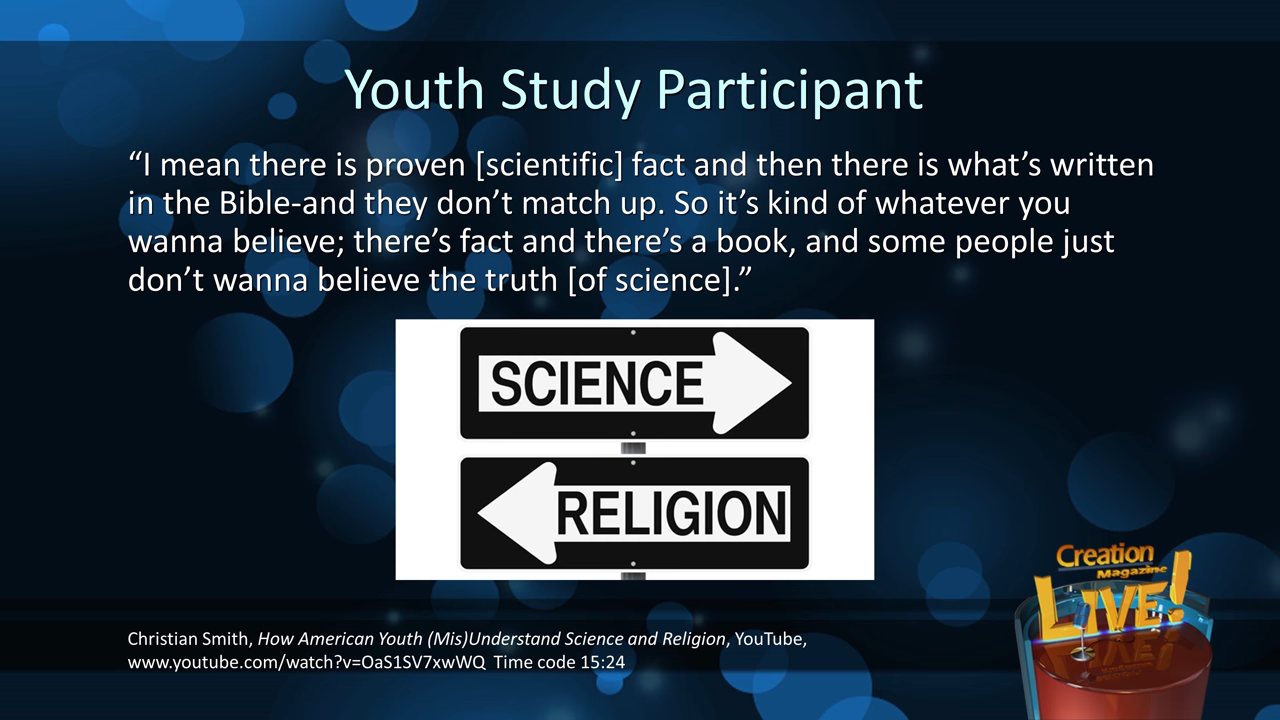 Youth Study Participant
“I mean there is proven [scientific] fact and then there is what’s written
in the Bible-and they don’t match up. So it’s kind of whatever you
wanna believe; there’s fact and there’s a book, and some people just
don’t wanna believe the truth [of science].”
SCIENCE
RELIGION
Creation
Magazine
LIVE!
Christian Smith, How American Youth (Mis)Understand Science and Religion, YouTube,
www.youtube.com/watch?v=OaS1SV7xwWQ Time code 15:24